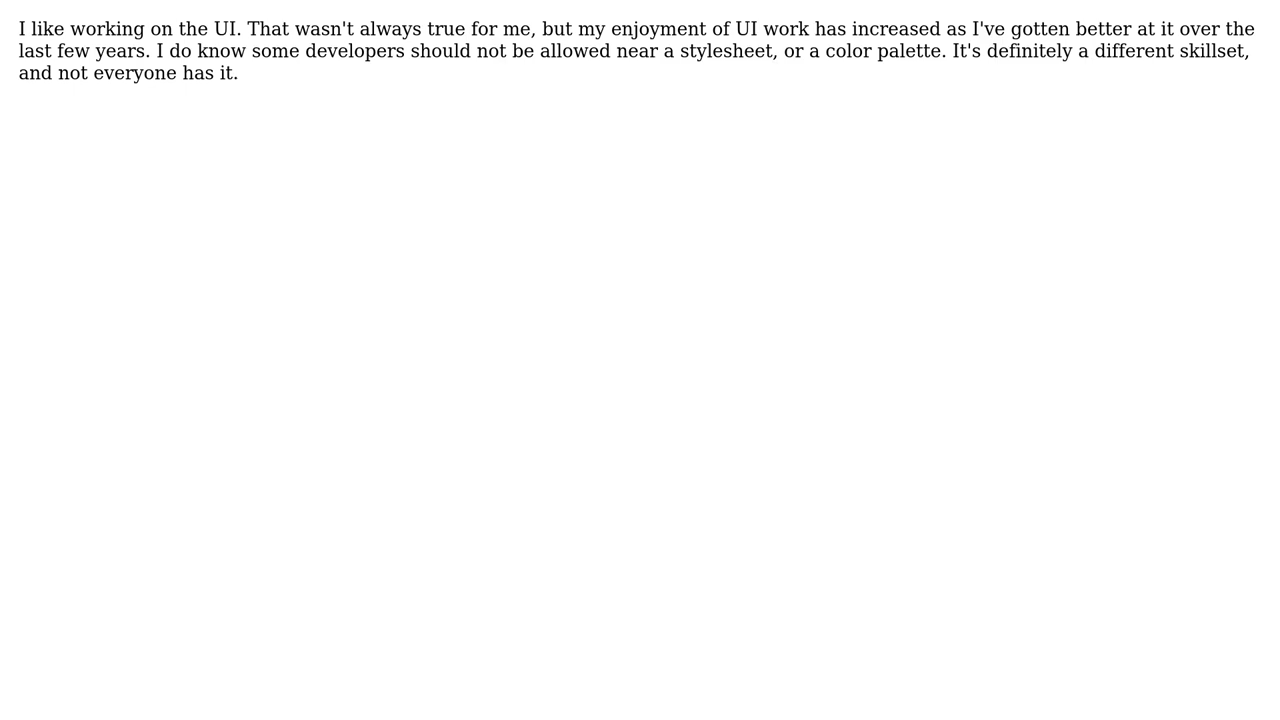 I like working on the UI. That wasn't always true for me, but my enjoyment of UI work has increased as I've gotten better at it over the
last few years. I do know some developers should not be allowed near a stylesheet, or a color palette. It's definitely a different skillset,
and not everyone has it.